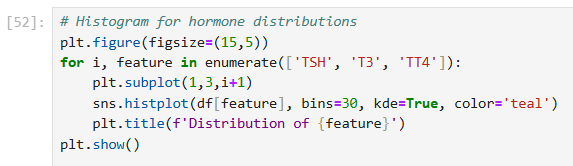 [52]: # Histogram for hormone distributions
plt.figure(figsize=(15,5))
for i, feature in enumerate(['TSH', 'T3', 'TT4']):
    plt.subplot(1,3,i+1)
    sns.histplot(df[feature], bins=30, kde=True, color='teal')
    plt.title(f'Distribution of {feature}')
plt.show()